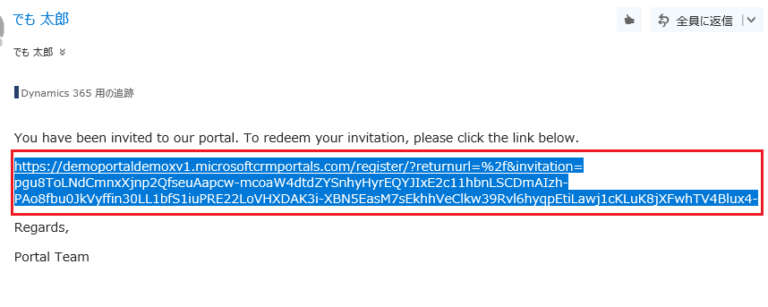 でも 太郎
全員に返信
でも 太郎
Dynamics 365 用の追跡
You have been invited to our portal. To redeem your invitation, please click the link below.
https://demoportaldemoxv1.microsoftcrmportals.com/register/?returnurl=%2f&invitation=
pgu8ToLNdCmnxXjnp2QfseuAapcw-mcoaW4dtdZYSnhyHyrEQYJIxE2c11hbnLSCDmAIzh-
PAo8fbu0JkVyffin30LL1bfS1iuPRE22LoVHXDAK3i-XBN5EasM7sEkhhVeClkw39Rvl6hyqpEtiLawj1cKLuK8jXFwhTV4Blux4-
Regards,
Portal Team